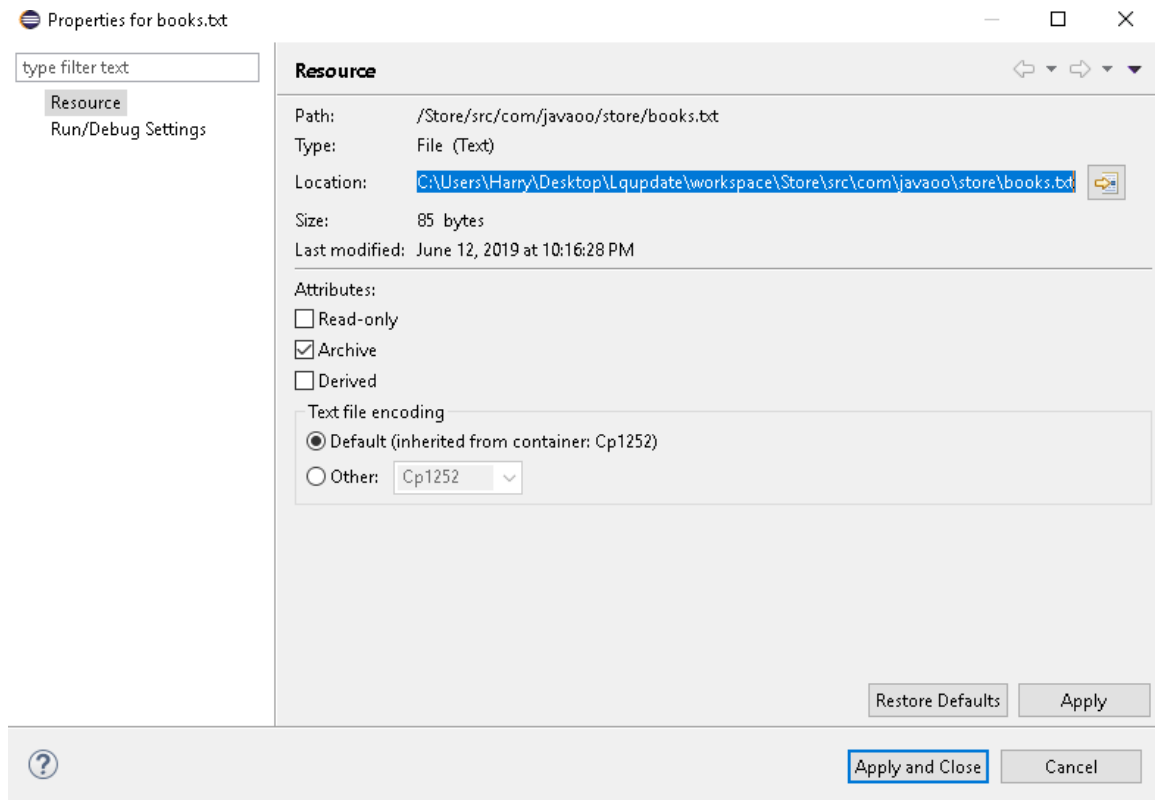 Properties for books.txt
type filter text
Resource
Run/Debug Settings
Resource
Path: /Store/src/com/javaoo/store/books.txt
Type: File (Text)
Location: C:\Users\Harry\Desktop\Lqupdate\workspace\Store\src\com\javaoo\store\books.txt
Size: 85 bytes
Last modified: June 12, 2019 at 10:16:28 PM
Attributes:
Read-only
Archive
Derived
Text file encoding
Default (inherited from container: Cp1252)
Other: Cp1252
Restore Defaults Apply
? Apply and Close Cancel